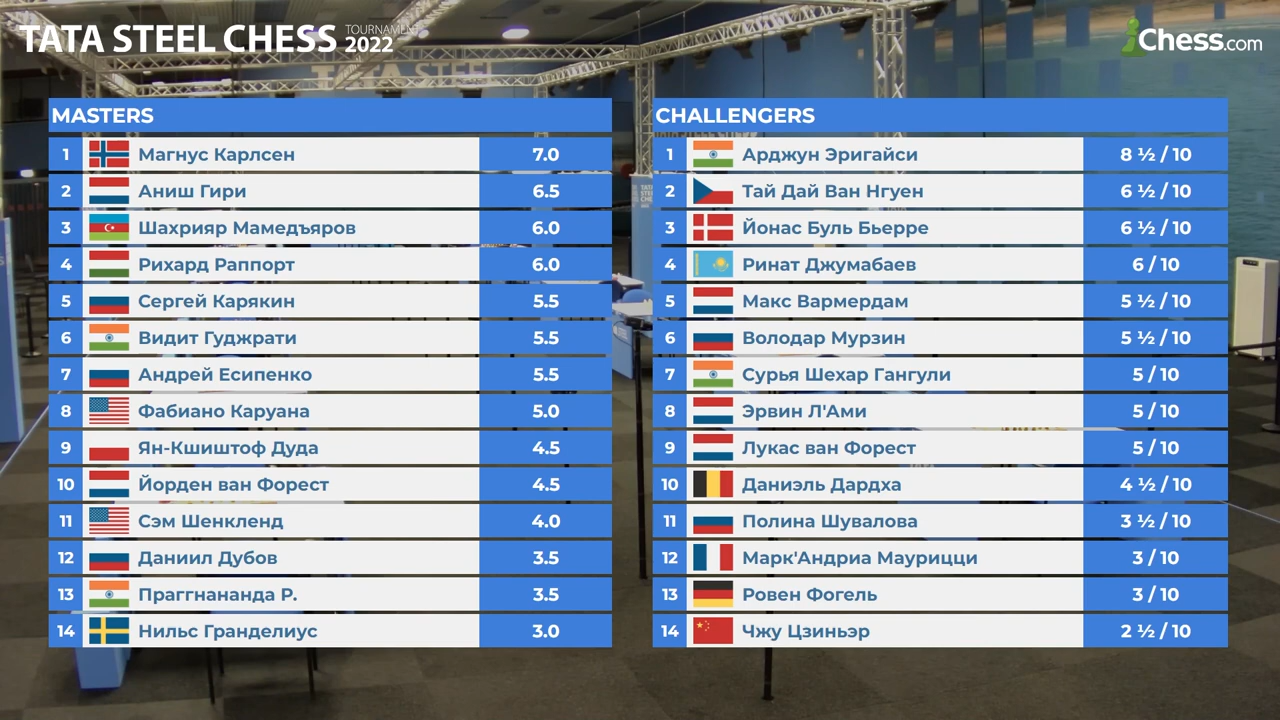 TATA STEEL CHESS TOURNAMENT 2022
Chess.com
TATA STEEL
MASTERS
1 Магнус Карлсен 7.0
2 Аниш Гири 6.5
3 Шахрияр Мамедъяров 6.0
4 Рихард Раппорт 6.0
5 Сергей Карякин 5.5
6 Видит Гуджрати 5.5
7 Андрей Есипенко 5.5
8 Фабиано Каруана 5.0
9 Ян-Кшиштоф Дуда 4.5
10 Йорден ван Форест 4.5
11 Сэм Шенкленд 4.0
12 Даниил Дубов 3.5
13 Праггнананда Р. 3.5
14 Нильс Гранделиус 3.0
CHALLENGERS
1 Арджун Эригайси 8 ½ / 10
2 Тай Дай Ван Нгуен 6 ½ / 10
3 Йонас Буль Бьерре 6 ½ / 10
4 Ринат Джумабаев 6 / 10
5 Макс Вармердам 5 ½ / 10
6 Володар Мурзин 5 ½ / 10
7 Сурья Шехар Гангули 5 / 10
8 Эрвин Л'Ами 5 / 10
9 Лукас ван Форест 5 / 10
10 Даниэль Дардха 4 ½ / 10
11 Полина Шувалова 3 ½ / 10
12 Марк'Андриа Маурицци 3 / 10
13 Ровен Фогель 3 / 10
14 Чжу Цзиньэр 2 ½ / 10